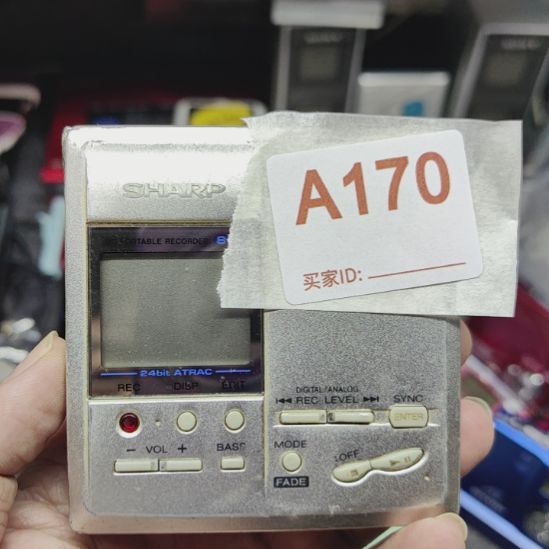 SHARP
A170
买家ID:
PORTABLE RECORDER
24bit ATRAC
REC DISP EDIT
DIGITAL/ANALOG
REC LEVEL SYNC
ENTER
− VOL + BASS
MODE
OFF
FADE